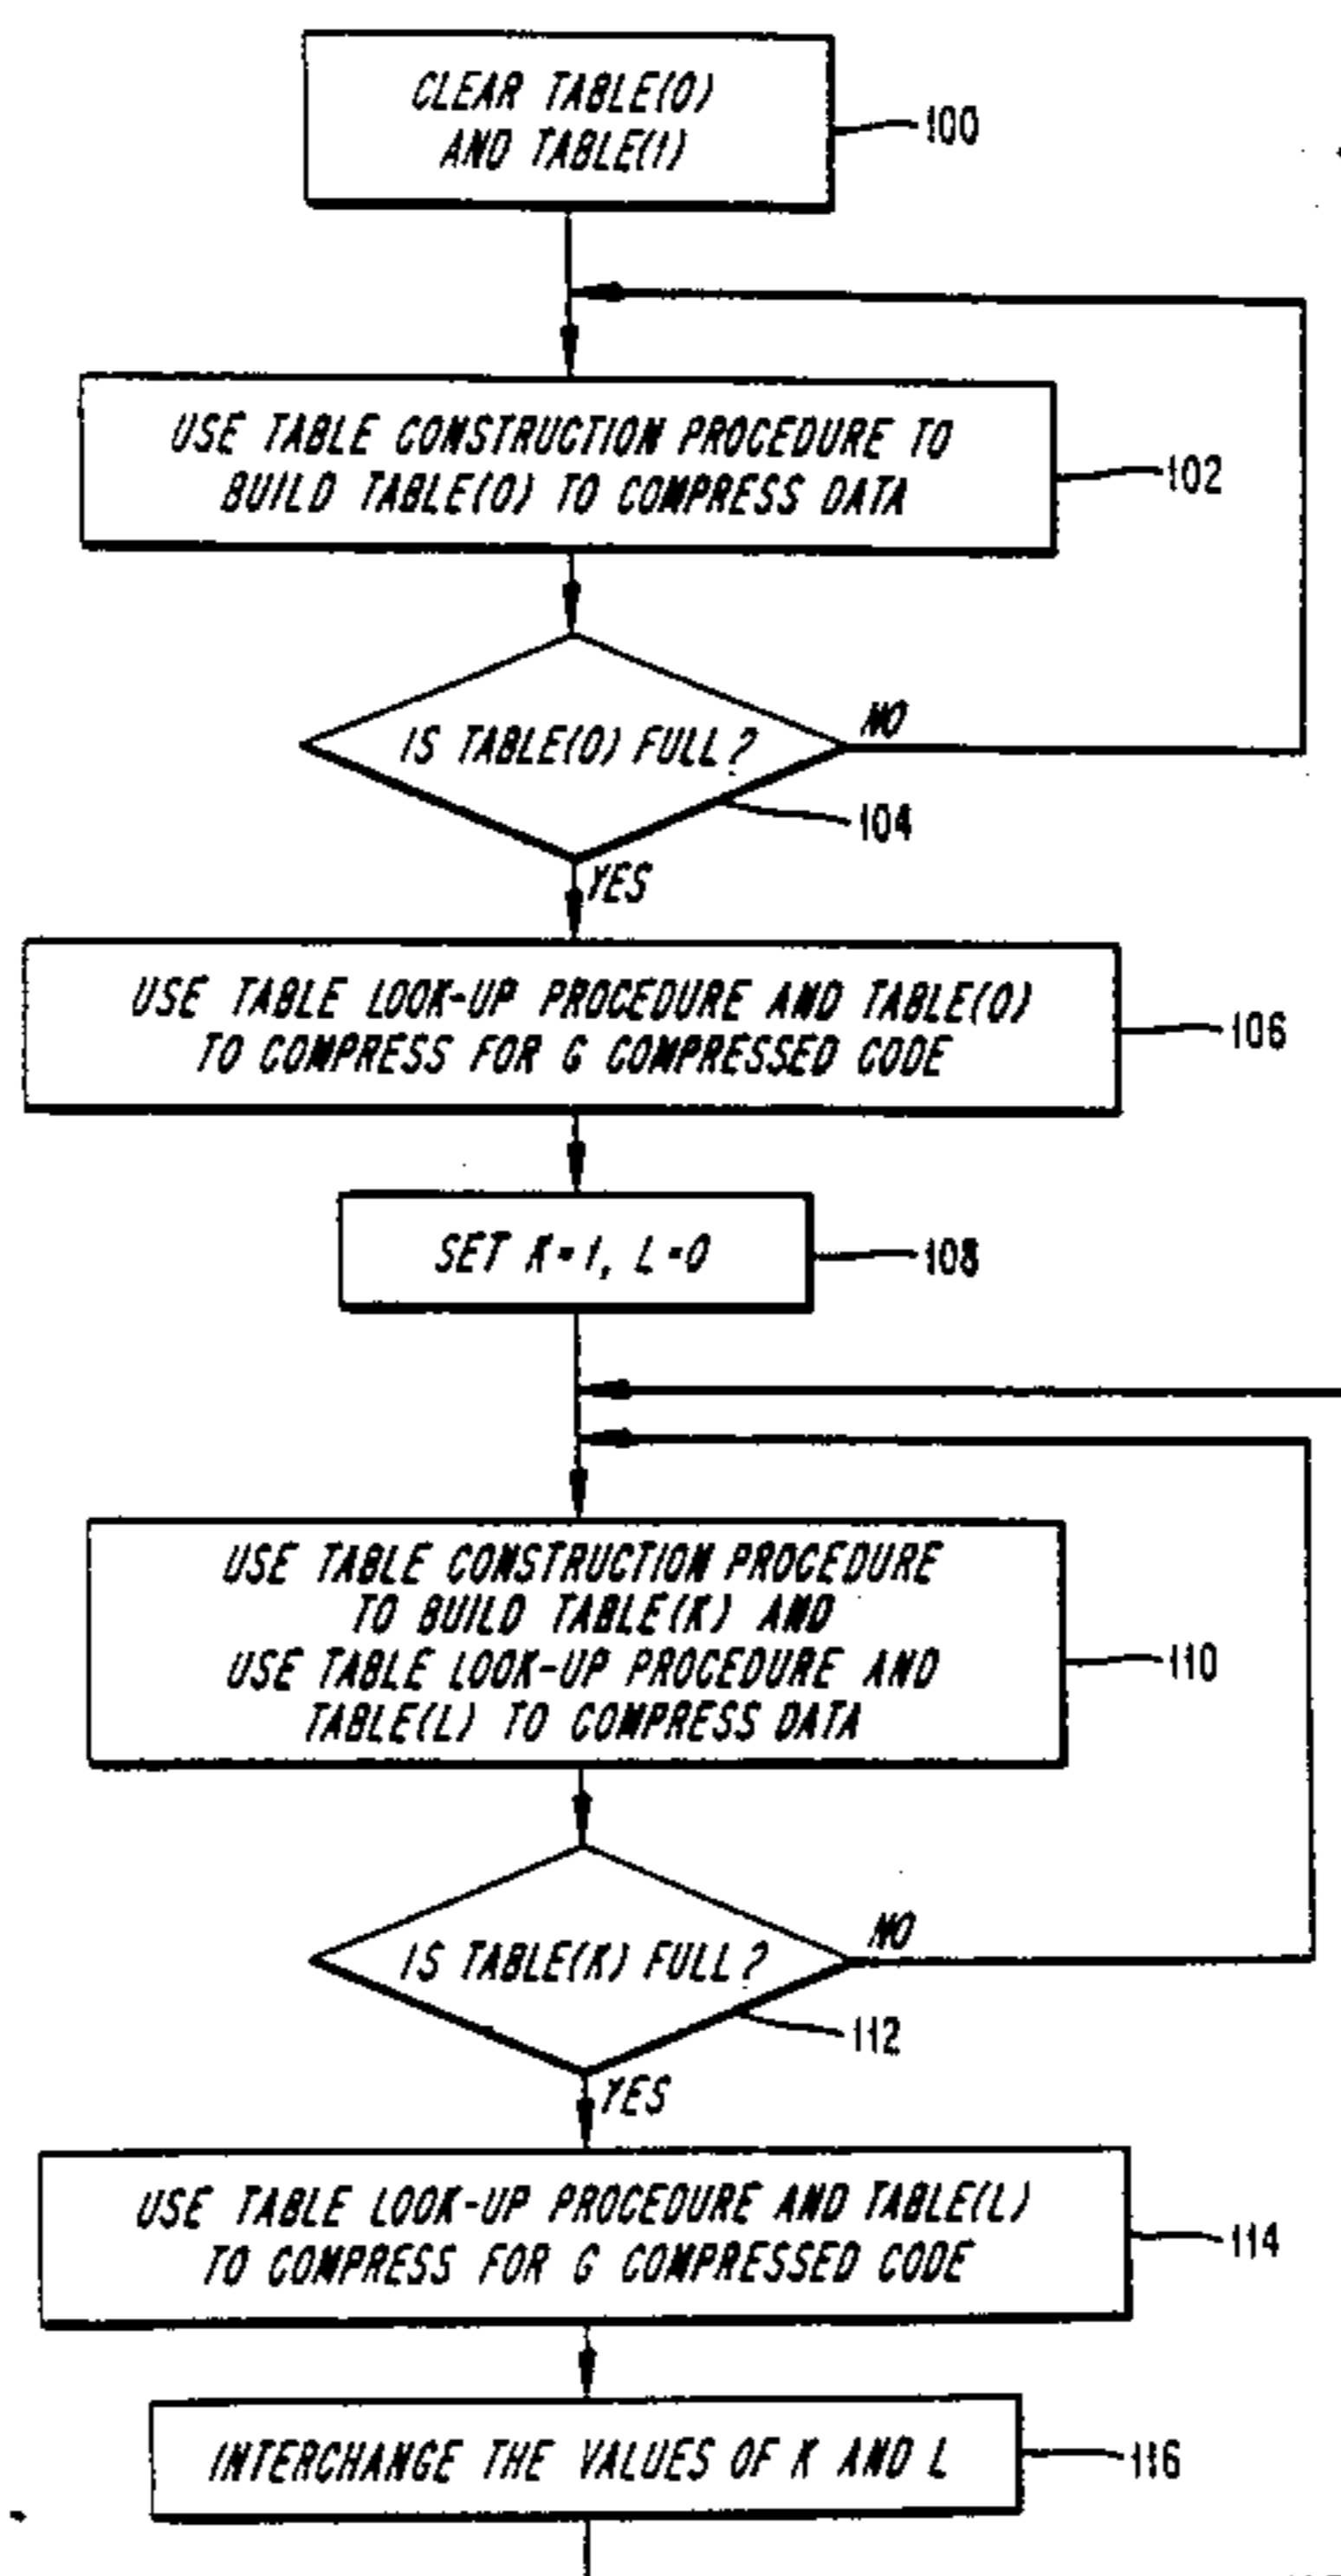 CLEAR TABLE(0)
AND TABLE(1)
100
USE TABLE CONSTRUCTION PROCEDURE TO
BUILD TABLE(0) TO COMPRESS DATA
102
IS TABLE(0) FULL?
NO
104
YES
USE TABLE LOOK-UP PROCEDURE AND TABLE(0)
TO COMPRESS FOR G COMPRESSED CODE
106
SET K=1, L=0
108
USE TABLE CONSTRUCTION PROCEDURE
TO BUILD TABLE(K) AND
USE TABLE LOOK-UP PROCEDURE AND
TABLE(L) TO COMPRESS DATA
110
IS TABLE(K) FULL?
NO
112
YES
USE TABLE LOOK-UP PROCEDURE AND TABLE(L)
TO COMPRESS FOR G COMPRESSED CODE
114
INTERCHANGE THE VALUES OF K AND L
116